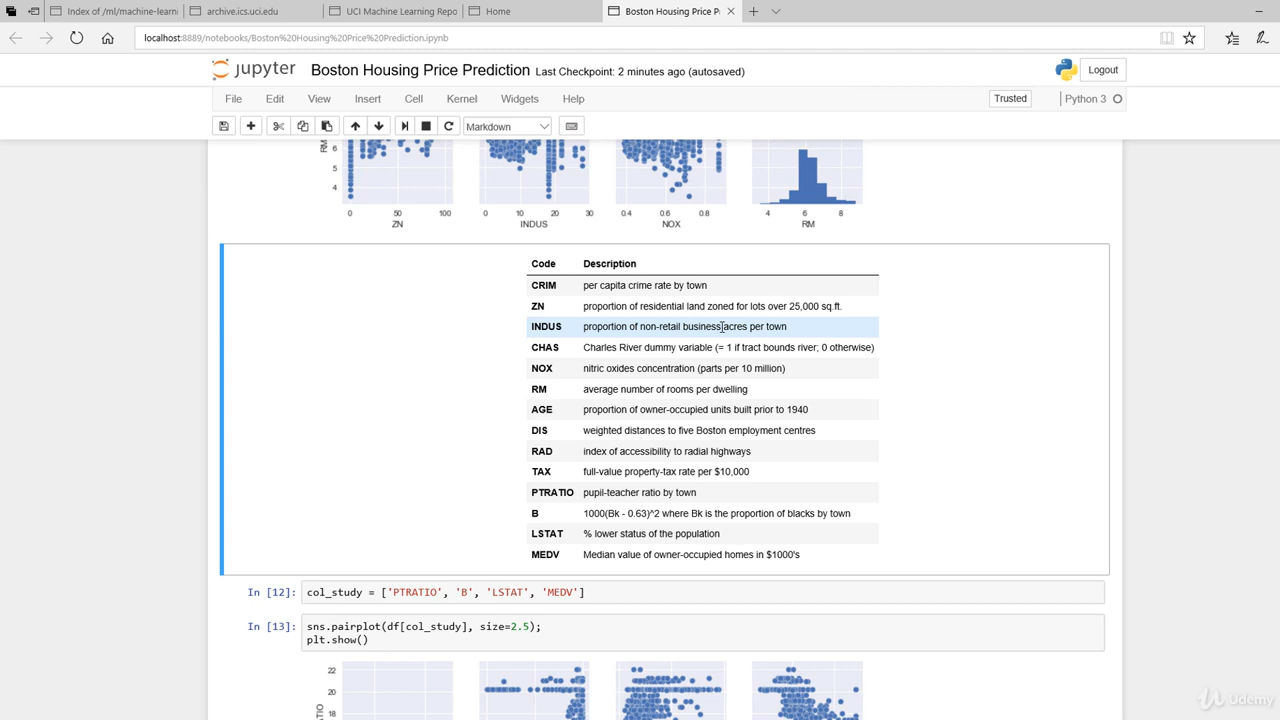 Index of /ml/machine-learni
archive.ics.uci.edu
UCI Machine Learning Repo
Home
Boston Housing Price P
localhost:8889/notebooks/Boston%20Housing%20Price%20Prediction.ipynb
jupyter Boston Housing Price Prediction Last Checkpoint: 2 minutes ago (autosaved) Logout
File Edit View Insert Cell Kernel Widgets Help Trusted Python 3
Markdown
RM
6
4
0 50 100 0 10 20 30 0.4 0.6 0.8 4 6 8
ZN INDUS NOX RM
Code Description
CRIM per capita crime rate by town
ZN proportion of residential land zoned for lots over 25,000 sq.ft.
INDUS proportion of non-retail business acres per town
CHAS Charles River dummy variable (= 1 if tract bounds river; 0 otherwise)
NOX nitric oxides concentration (parts per 10 million)
RM average number of rooms per dwelling
AGE proportion of owner-occupied units built prior to 1940
DIS weighted distances to five Boston employment centres
RAD index of accessibility to radial highways
TAX full-value property-tax rate per $10,000
PTRATIO pupil-teacher ratio by town
B 1000(Bk - 0.63)^2 where Bk is the proportion of blacks by town
LSTAT % lower status of the population
MEDV Median value of owner-occupied homes in $1000's
In [12]: col_study = ['PTRATIO', 'B', 'LSTAT', 'MEDV']
In [13]: sns.pairplot(df[col_study], size=2.5);
plt.show()
22
20
18
RATIO
Udemy